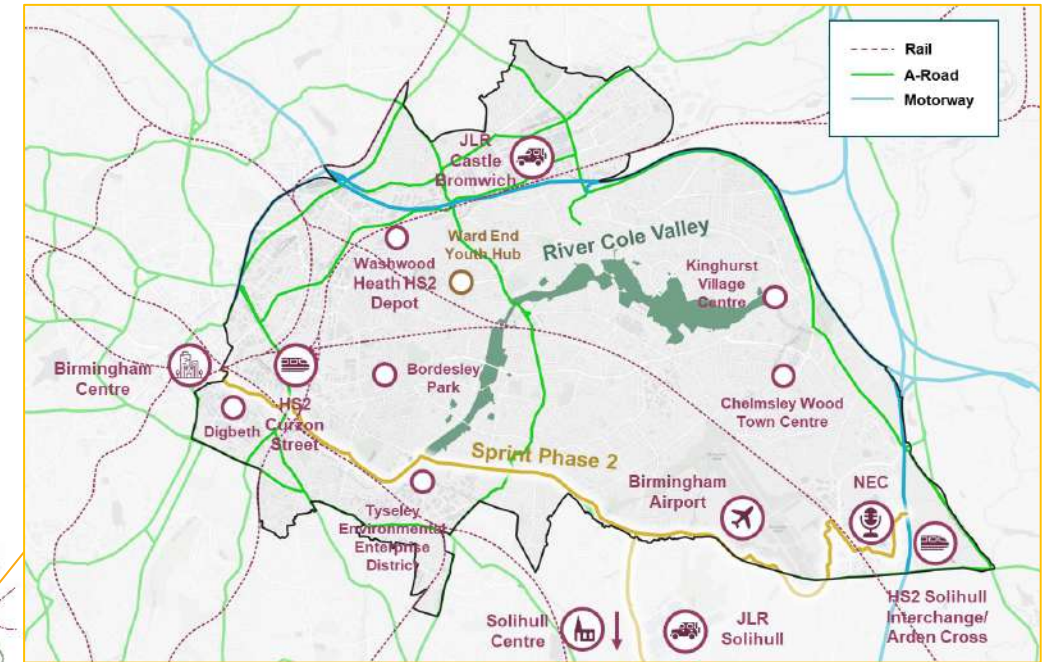 Rail
A-Road
Motorway
JLR
Castle
Bromwich
Ward End
Youth Hub
River Cole Valley
Washwood
Heath HS2
Depot
Kinghurst
Village
Centre
Birmingham
Centre
Bordesley
Park
Digbeth
HS2
Curzon
Street
Chelmsley Wood
Town Centre
Sprint Phase 2
Birmingham
Airport
NEC
Tyseley
Environmental
Enterprise
District
Solihull
Centre
JLR
Solihull
HS2 Solihull
Interchange/
Arden Cross